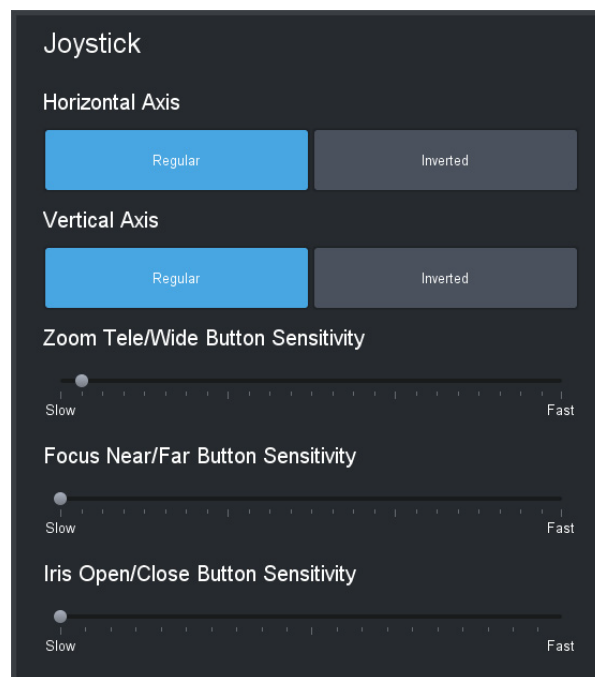 Joystick
Horizontal Axis
Regular Inverted
Vertical Axis
Regular Inverted
Zoom Tele/Wide Button Sensitivity
Slow Fast
Focus Near/Far Button Sensitivity
Slow Fast
Iris Open/Close Button Sensitivity
Slow Fast